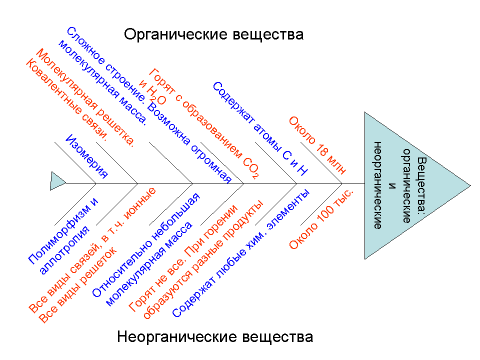 Органические вещества
Изомерия
Молекулярная решетка.
Ковалентные связи.
Сложное строение. Возможна огромная
молекулярная масса.
Горят с образованием CO2
и H2O
Содержат атомы С и Н
Около 18 млн
Вещества:
органические
и
неорганические
Полиморфизм и
аллотропия
Все виды связей, в т.ч. ионные
Все виды решеток
Относительно небольшая
молекулярная масса
Горят не все. При горении
образуются разные продукты
Содержат любые хим. элементы
Около 100 тыс.
Неорганические вещества